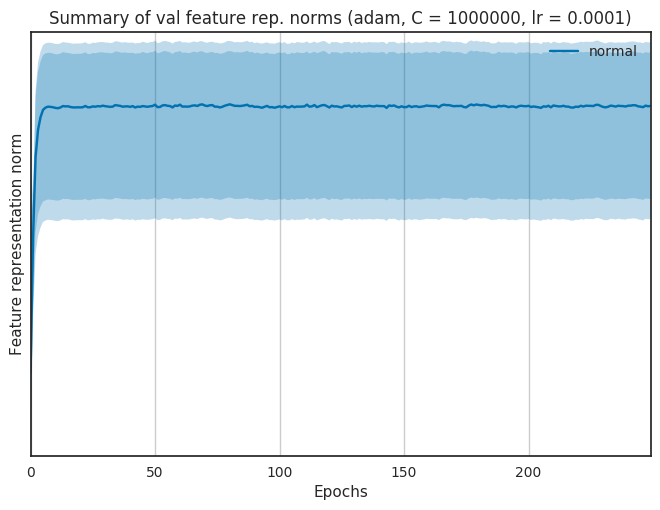 Summary of val feature rep. norms (adam, C = 1000000, lr = 0.0001)
normal
Feature representation norm
0 50 100 150 200
Epochs